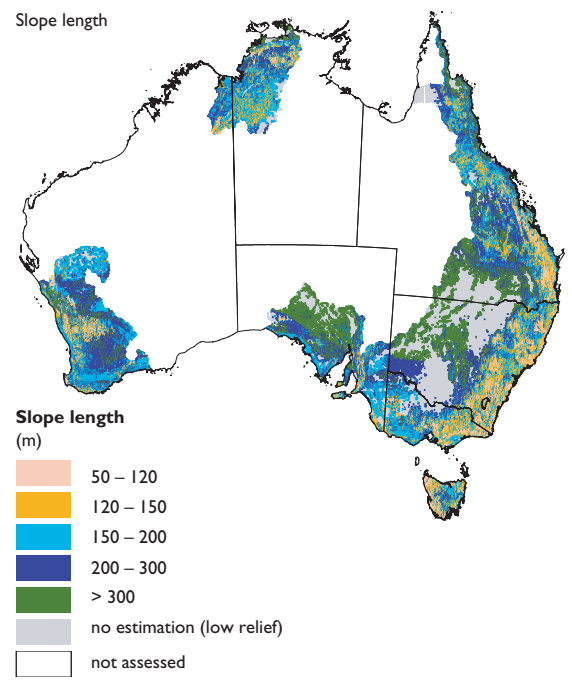 Slope length
Slope length
(m)
50 – 120
120 – 150
150 – 200
200 – 300
> 300
no estimation (low relief)
not assessed